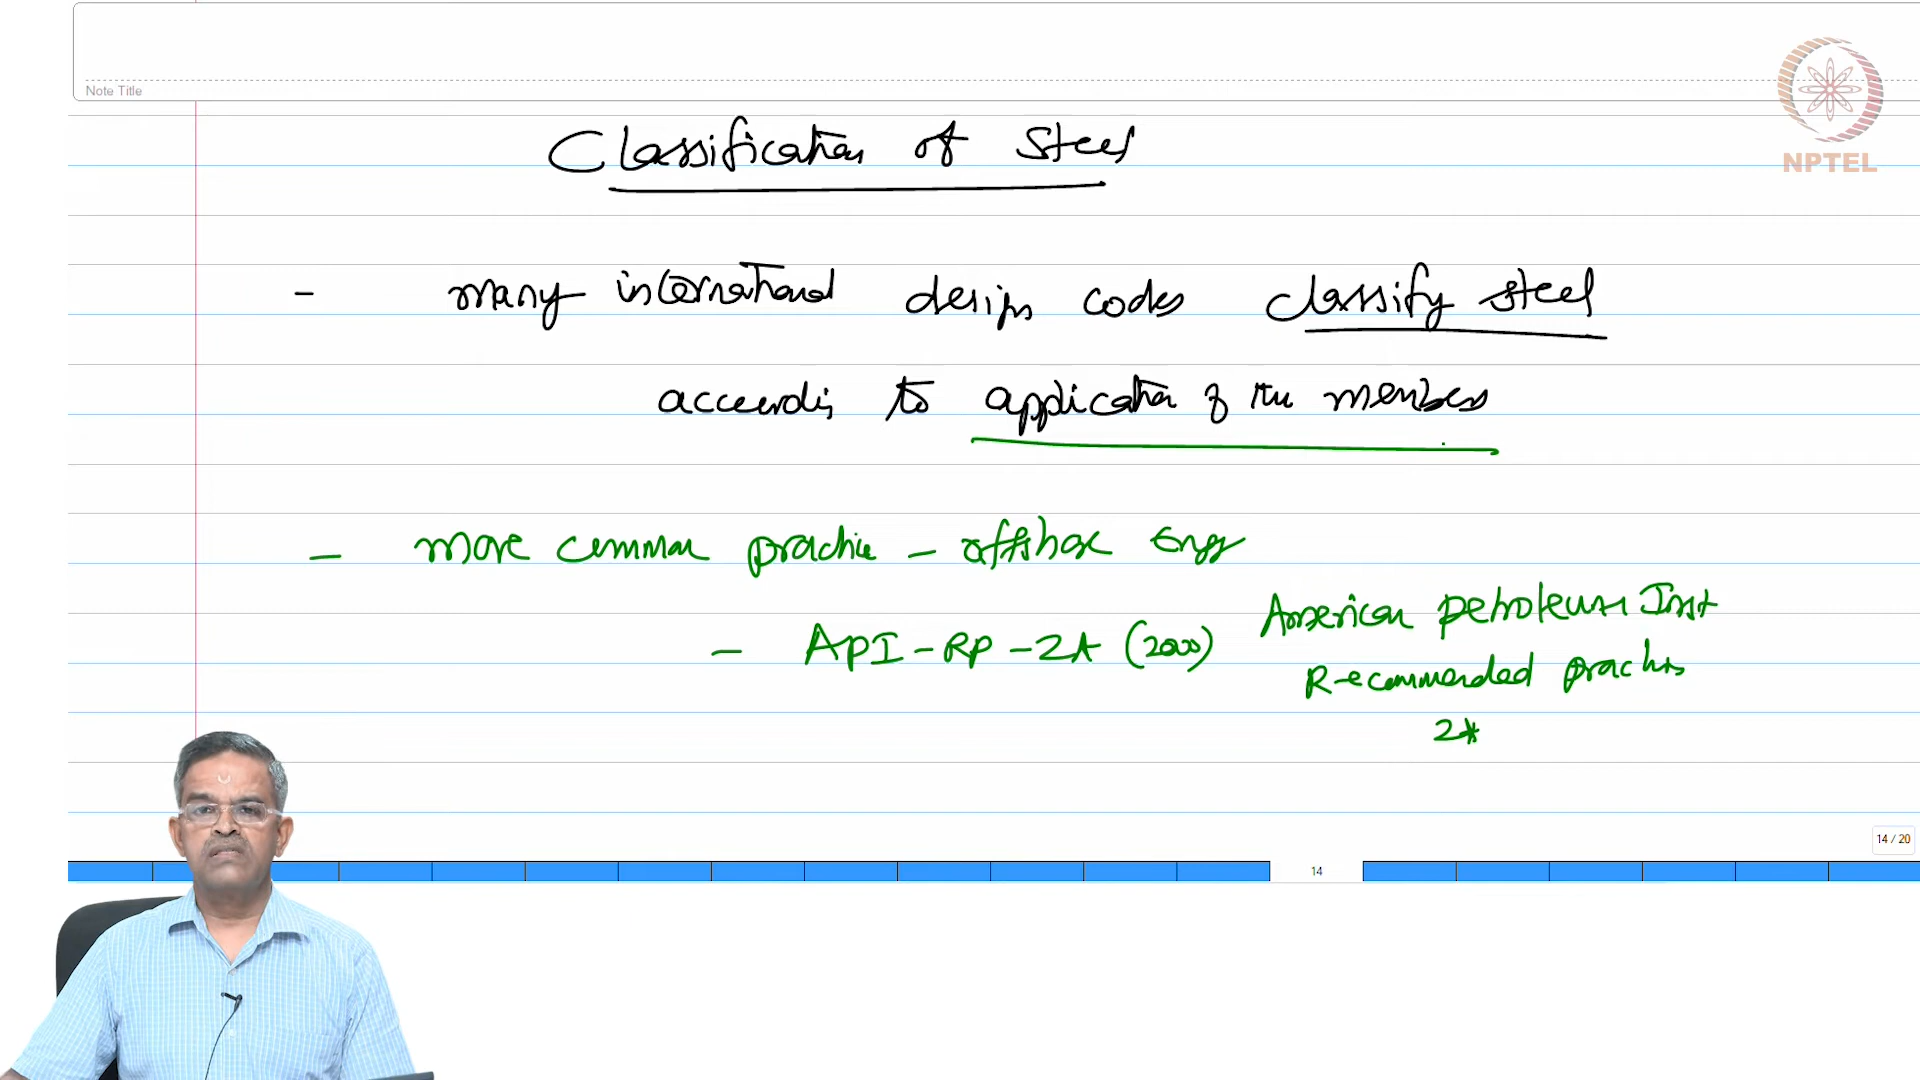 Note Title
NPTEL
Classification of Steel
- many international design codes classify steel
according to application of the members
- more common practice - offshore Engg
- API-RP-2A (2000) American Petroleum Inst
Recommended practice
2A
14 / 20
14